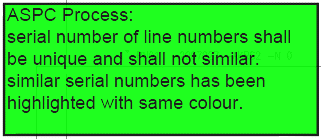 ASPC Process:
serial number of line numbers shall
be unique and shall not similar.
similar serial numbers has been
highlighted with same colour.